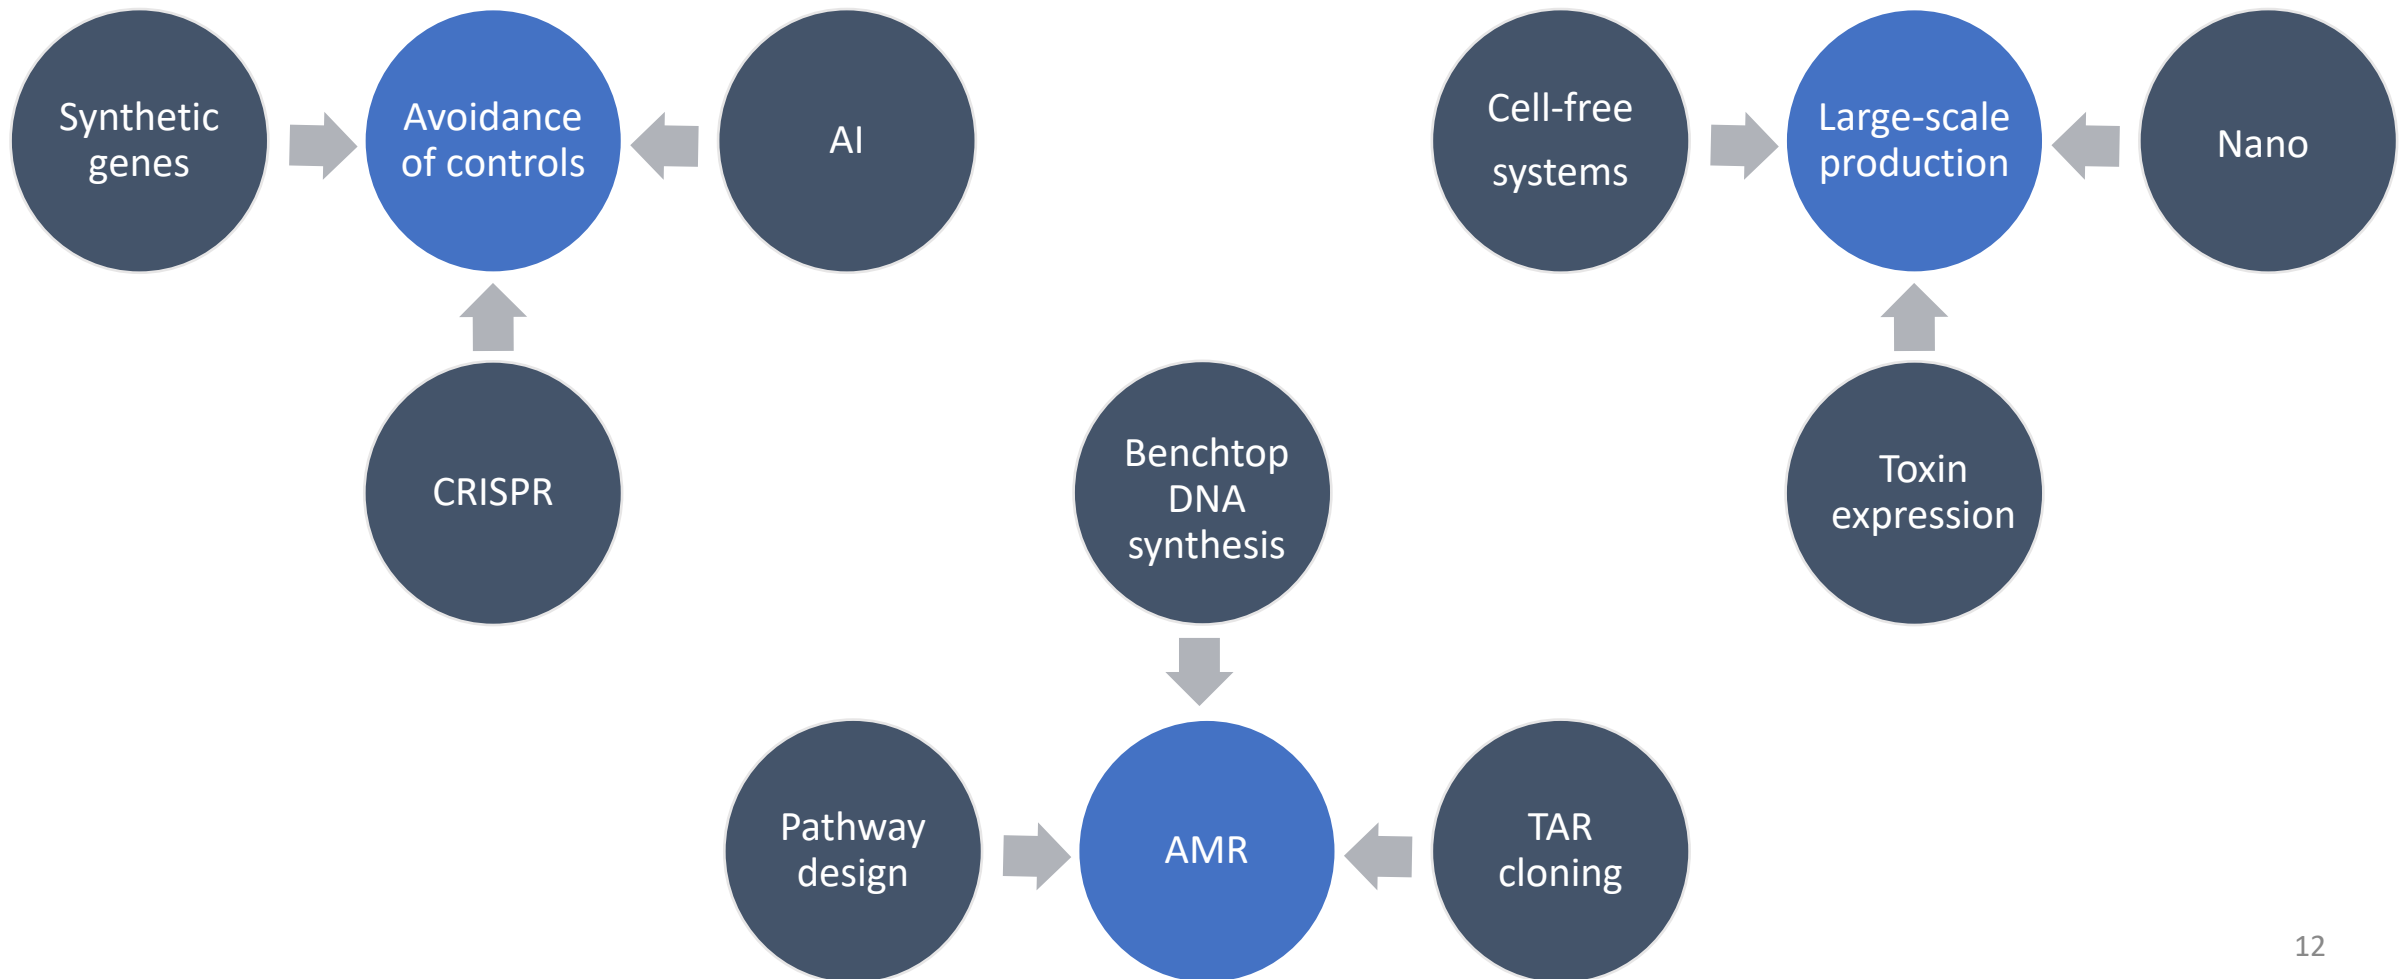 Synthetic
genes
Avoidance
of controls
AI
CRISPR
Cell-free
systems
Large-scale
production
Nano
Toxin
expression
Benchtop
DNA
synthesis
Pathway
design
AMR
TAR
cloning
12